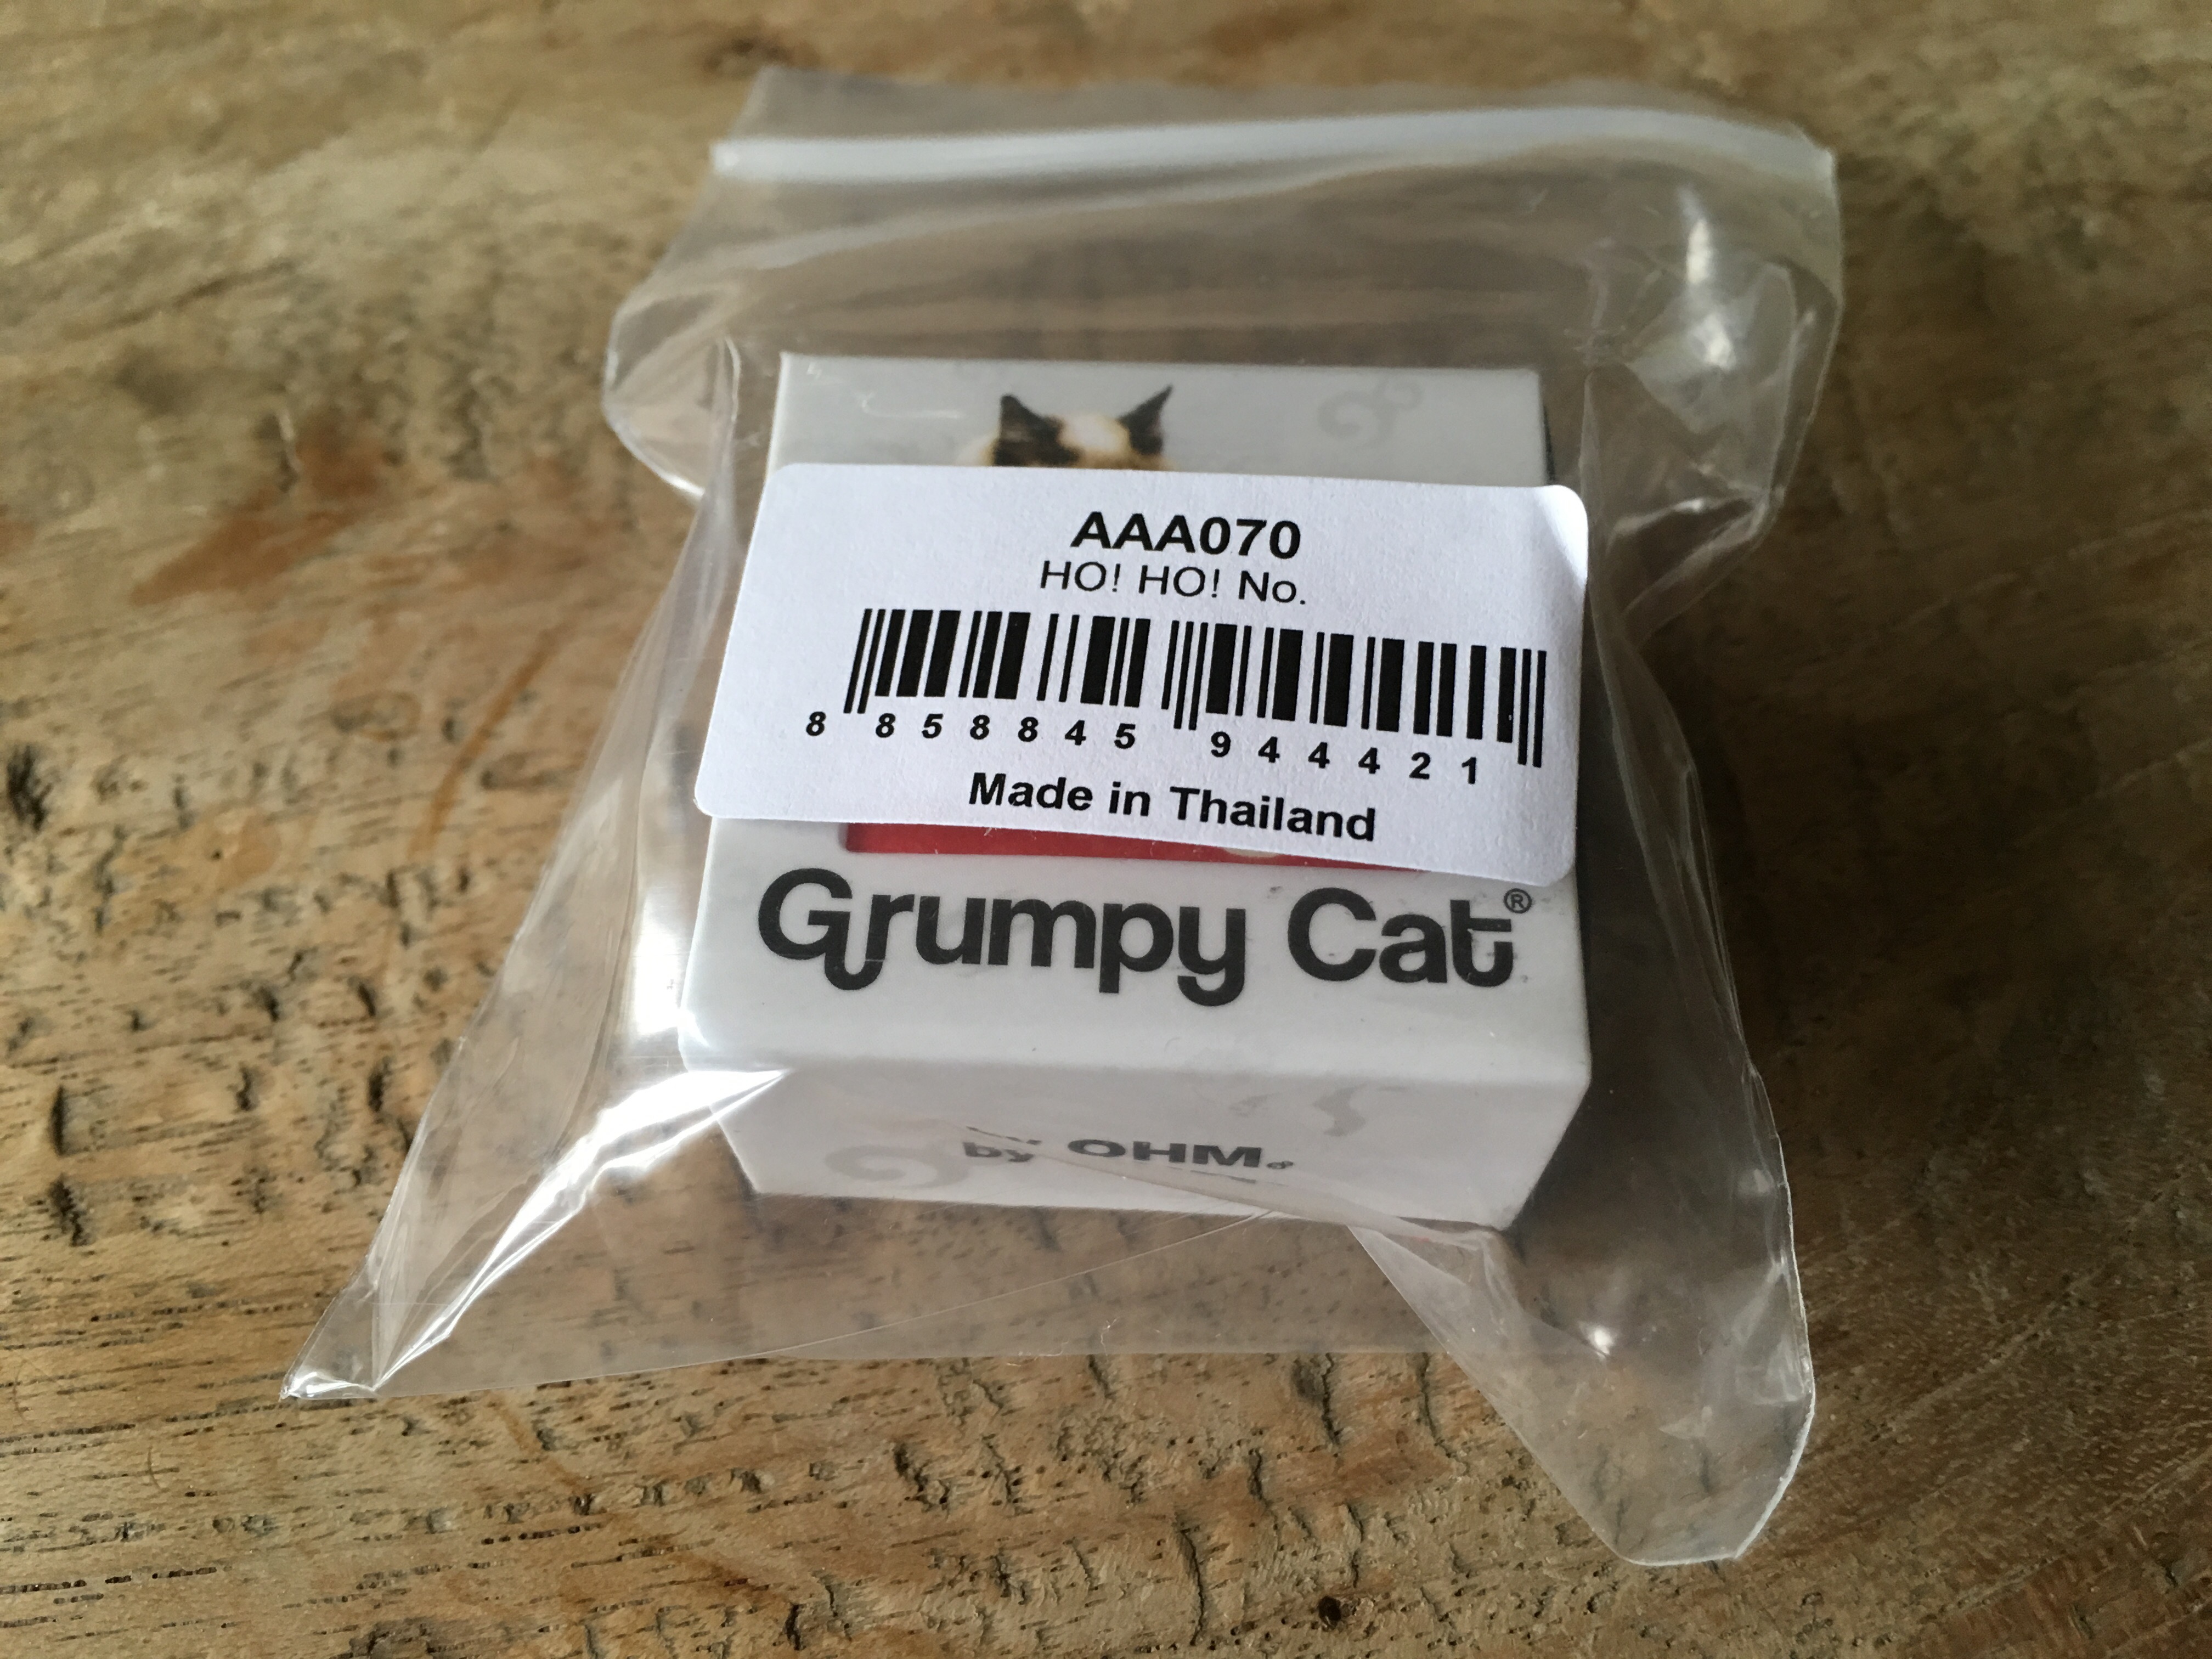 AAA070
HO! HO! No.
8 858845 944421
Made in Thailand
Grumpy Cat®
by OHM